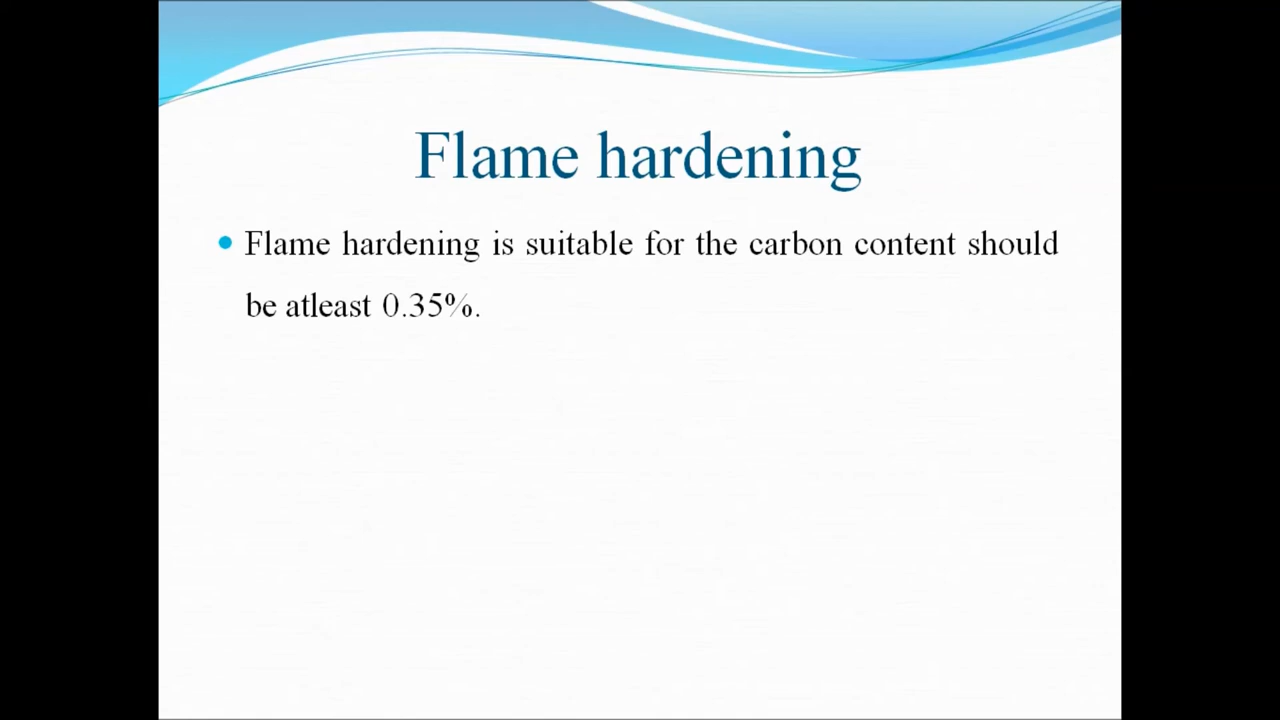 Flame hardening
Flame hardening is suitable for the carbon content should
be atleast 0.35%.